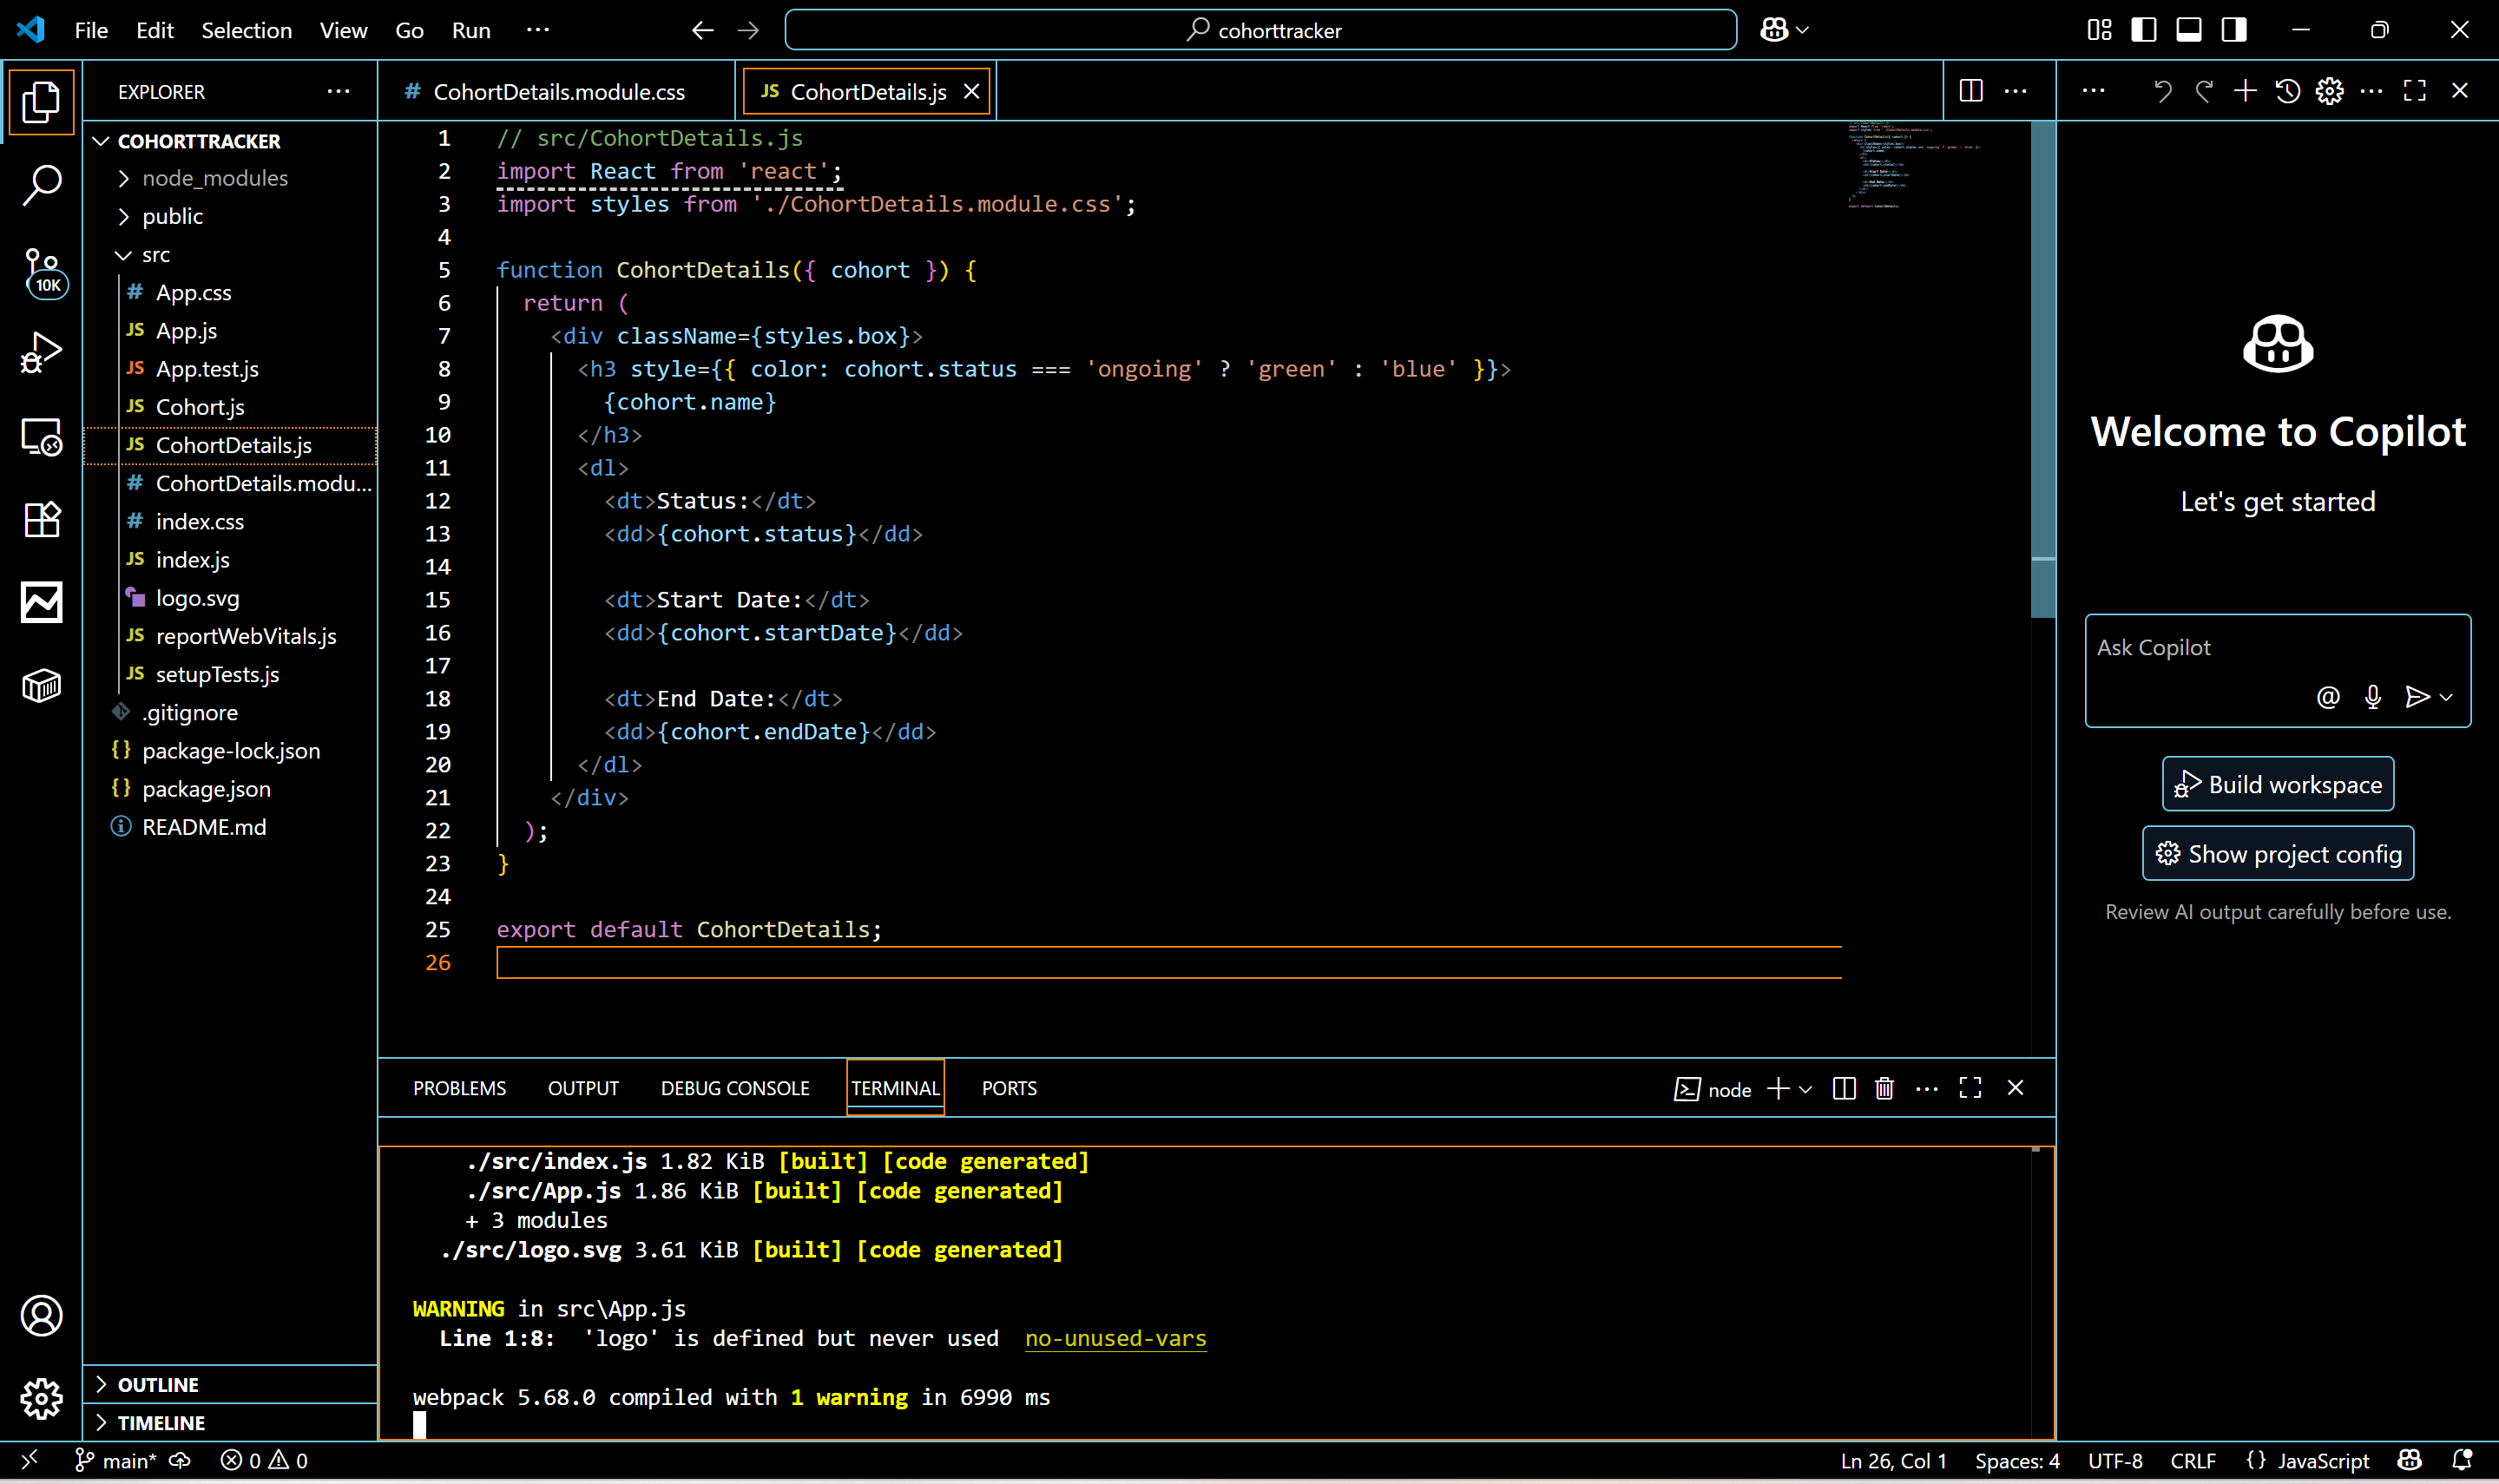 File Edit Selection View Go Run ···
cohorttracker
EXPLORER
COHORTTRACKER
node_modules
public
src
# App.css
JS App.js
JS App.test.js
JS Cohort.js
JS CohortDetails.js
# CohortDetails.modu...
# index.css
JS index.js
logo.svg
JS reportWebVitals.js
JS setupTests.js
.gitignore
{} package-lock.json
{} package.json
README.md
OUTLINE
TIMELINE
10K
# CohortDetails.module.css
JS CohortDetails.js
1 // src/CohortDetails.js
2 import React from 'react';
3 import styles from './CohortDetails.module.css';
4
5 function CohortDetails({ cohort }) {
6 return (
7 <div className={styles.box}>
8 <h3 style={{ color: cohort.status === 'ongoing' ? 'green' : 'blue' }}>
9 {cohort.name}
10 </h3>
11 <dl>
12 <dt>Status:</dt>
13 <dd>{cohort.status}</dd>
14
15 <dt>Start Date:</dt>
16 <dd>{cohort.startDate}</dd>
17
18 <dt>End Date:</dt>
19 <dd>{cohort.endDate}</dd>
20 </dl>
21 </div>
22 );
23 }
24
25 export default CohortDetails;
26
PROBLEMS OUTPUT DEBUG CONSOLE TERMINAL PORTS
node
./src/index.js 1.82 KiB [built] [code generated]
./src/App.js 1.86 KiB [built] [code generated]
+ 3 modules
./src/logo.svg 3.61 KiB [built] [code generated]
WARNING in src\App.js
Line 1:8: 'logo' is defined but never used no-unused-vars
webpack 5.68.0 compiled with 1 warning in 6990 ms
Welcome to Copilot
Let's get started
Ask Copilot
@
Build workspace
Show project config
Review AI output carefully before use.
main* 0 0
Ln 26, Col 1 Spaces: 4 UTF-8 CRLF {} JavaScript